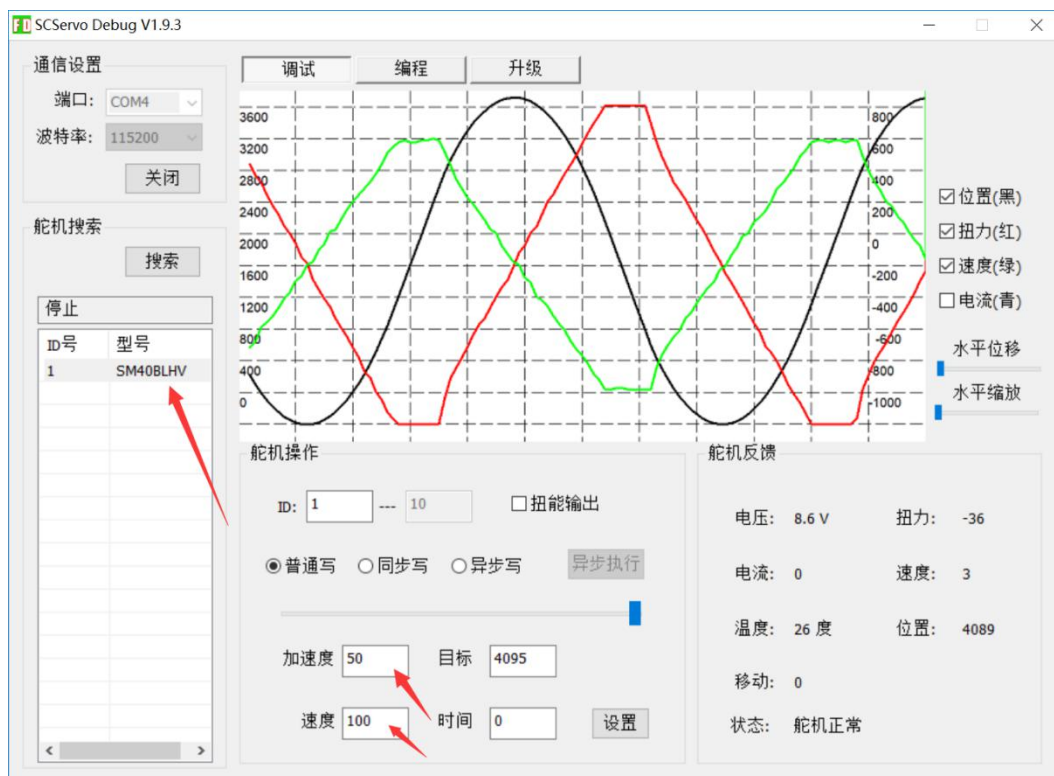 SCServo Debug V1.9.3
通信设置
端口: COM4
波特率: 115200
关闭
舵机搜索
搜索
停止
ID号 型号
1 SM40BLHV
调试 编程 升级
3600
3200
2800
2400
2000
1600
1200
800
400
0
800
600
400
200
0
-200
-400
-600
-800
-1000
位置(黑)
扭力(红)
速度(绿)
电流(青)
水平位移
水平缩放
舵机操作
ID: 1 --- 10 扭能输出
普通写 同步写 异步写 异步执行
加速度 50 目标 4095
速度 100 时间 0 设置
舵机反馈
电压: 8.6 V 扭力: -36
电流: 0 速度: 3
温度: 26 度 位置: 4089
移动: 0
状态: 舵机正常